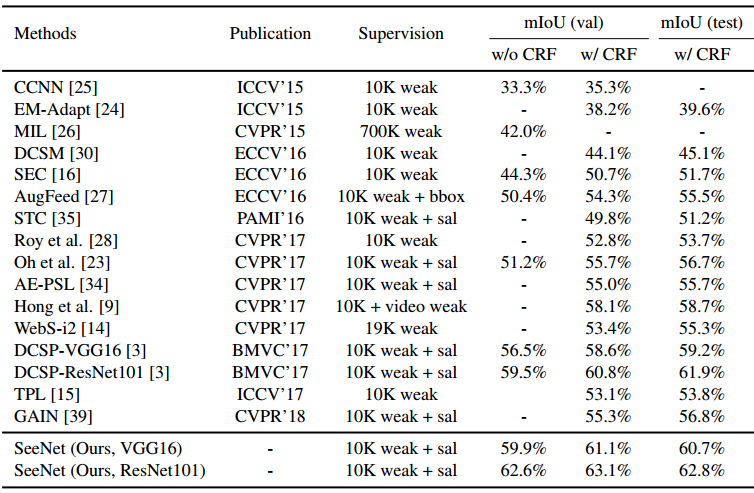 Methods Publication Supervision mIoU (val) mIoU (test)
w/o CRF w/ CRF w/ CRF
CCNN [25] ICCV'15 10K weak 33.3% 35.3% -
EM-Adapt [24] ICCV'15 10K weak - 38.2% 39.6%
MIL [26] CVPR'15 700K weak 42.0% - -
DCSM [30] ECCV'16 10K weak - 44.1% 45.1%
SEC [16] ECCV'16 10K weak 44.3% 50.7% 51.7%
AugFeed [27] ECCV'16 10K weak + bbox 50.4% 54.3% 55.5%
STC [35] PAMI'16 10K weak + sal - 49.8% 51.2%
Roy et al. [28] CVPR'17 10K weak - 52.8% 53.7%
Oh et al. [23] CVPR'17 10K weak + sal 51.2% 55.7% 56.7%
AE-PSL [34] CVPR'17 10K weak + sal - 55.0% 55.7%
Hong et al. [9] CVPR'17 10K + video weak - 58.1% 58.7%
WebS-i2 [14] CVPR'17 19K weak - 53.4% 55.3%
DCSP-VGG16 [3] BMVC'17 10K weak + sal 56.5% 58.6% 59.2%
DCSP-ResNet101 [3] BMVC'17 10K weak + sal 59.5% 60.8% 61.9%
TPL [15] ICCV'17 10K weak 53.1% 53.8%
GAIN [39] CVPR'18 10K weak + sal - 55.3% 56.8%
SeeNet (Ours, VGG16) - 10K weak + sal 59.9% 61.1% 60.7%
SeeNet (Ours, ResNet101) - 10K weak + sal 62.6% 63.1% 62.8%